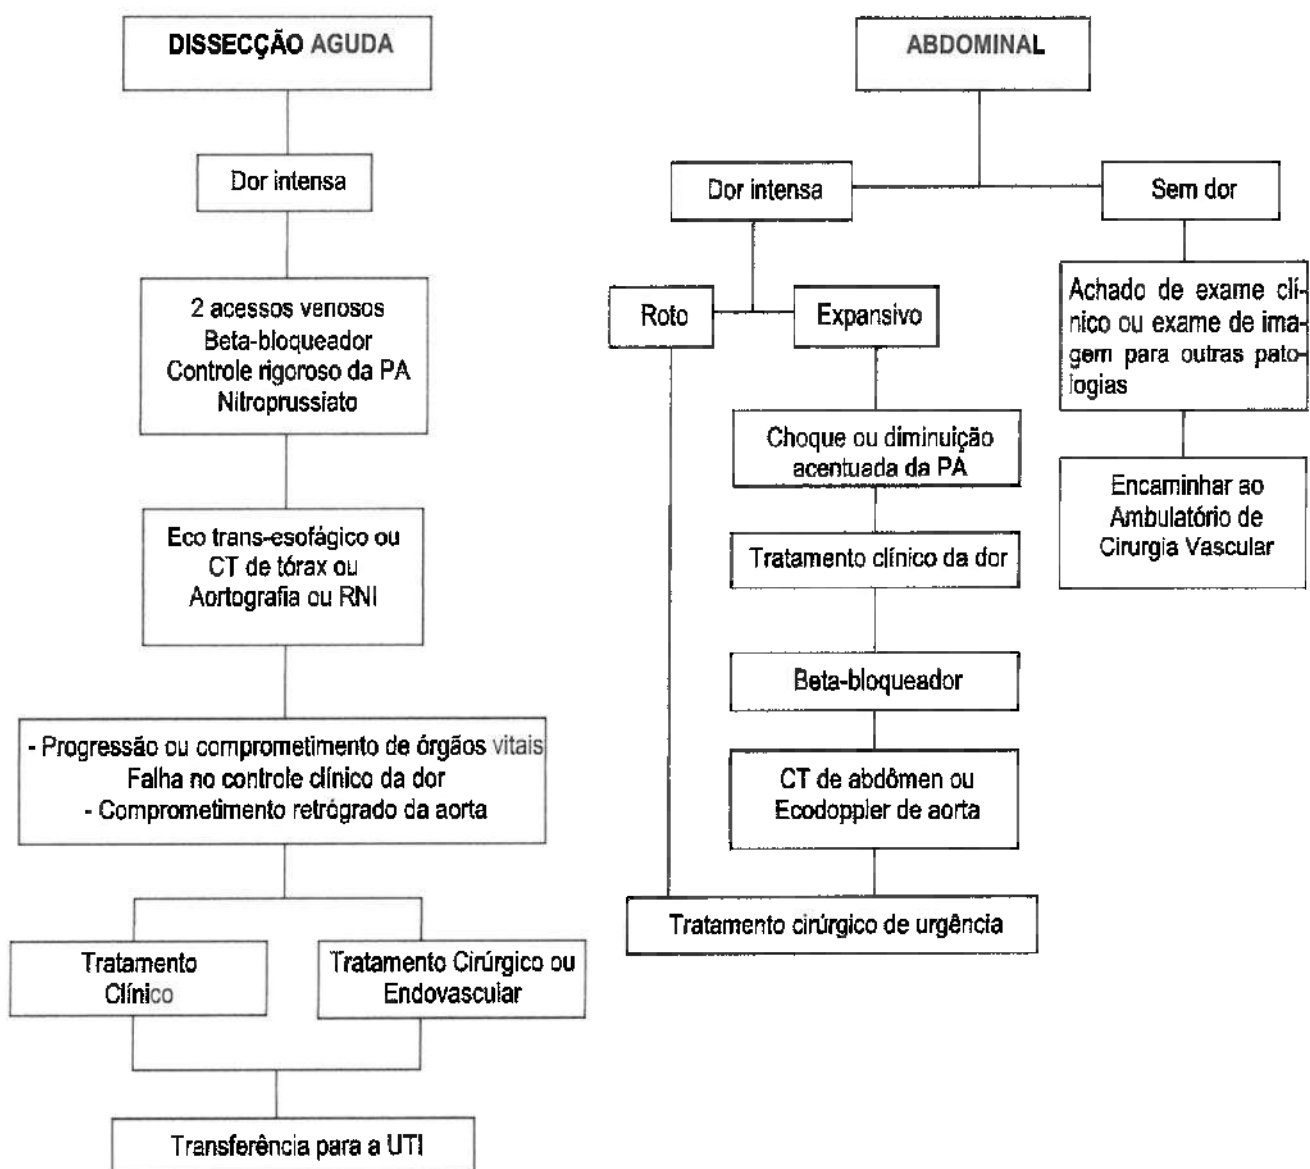 DISSECÇÃO AGUDA
Dor intensa
2 acessos venosos
Beta-bloqueador
Controle rigoroso da PA
Nitroprussiato
Eco trans-esofágico ou
CT de tórax ou
Aortografia ou RNI
- Progressão ou comprometimento de órgãos vitais
Falha no controle clínico da dor
- Comprometimento retrógrado da aorta
Tratamento
Clínico
Tratamento Cirúrgico ou
Endovascular
Transferência para a UTI
ABDOMINAL
Dor intensa
Sem dor
Roto
Expansivo
Choque ou diminuição
acentuada da PA
Tratamento clínico da dor
Beta-bloqueador
CT de abdômen ou
Ecodoppler de aorta
Tratamento cirúrgico de urgência
Achado de exame clí-
nico ou exame de ima-
gem para outras pato-
logias
Encaminhar ao
Ambulatório de
Cirurgia Vascular